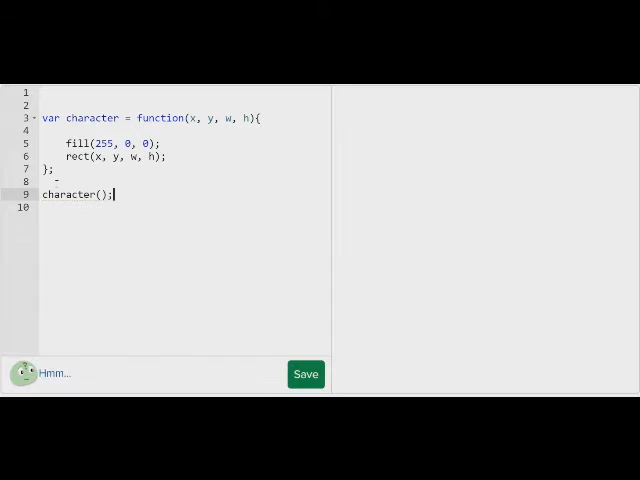 1
2
3 var character = function(x, y, w, h){
4
5 fill(255, 0, 0);
6 rect(x, y, w, h);
7 };
8
9 character();
10
Hmm... Save